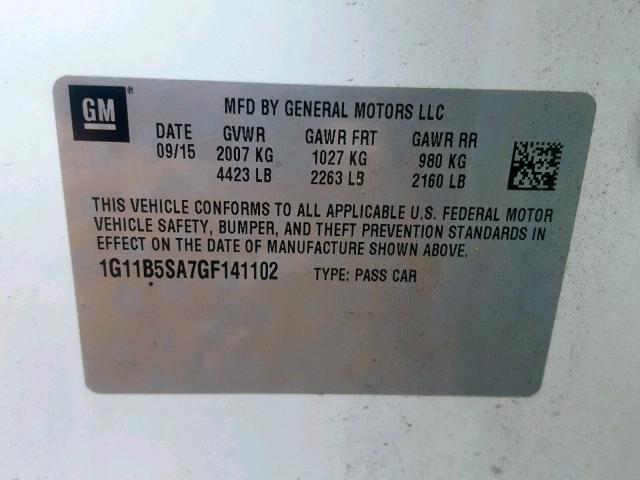 GM ®
MFD BY GENERAL MOTORS LLC
DATE GVWR GAWR FRT GAWR RR
09/15 2007 KG 1027 KG 980 KG
4423 LB 2263 LB 2160 LB
THIS VEHICLE CONFORMS TO ALL APPLICABLE U.S. FEDERAL MOTOR
VEHICLE SAFETY, BUMPER, AND THEFT PREVENTION STANDARDS IN
EFFECT ON THE DATE OF MANUFACTURE SHOWN ABOVE.
1G11B5SA7GF141102 TYPE: PASS CAR